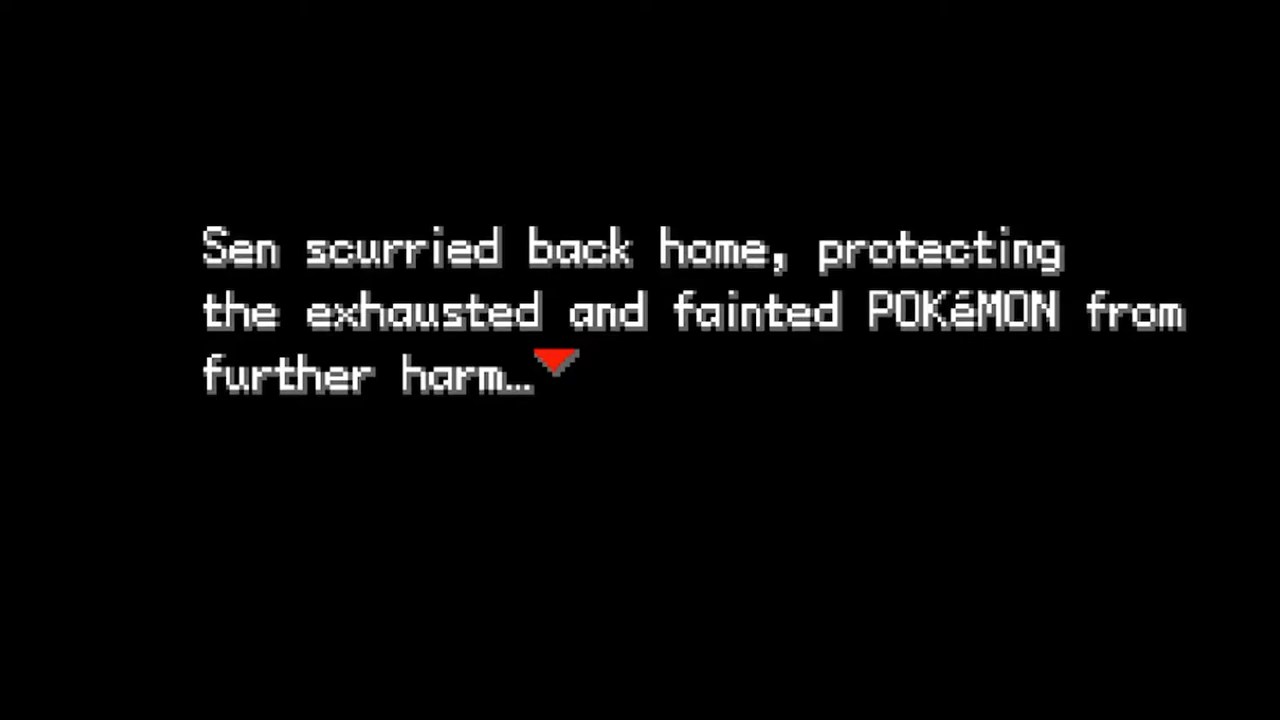 Sen scurried back home, protecting
the exhausted and fainted POKéMON from
further harm…